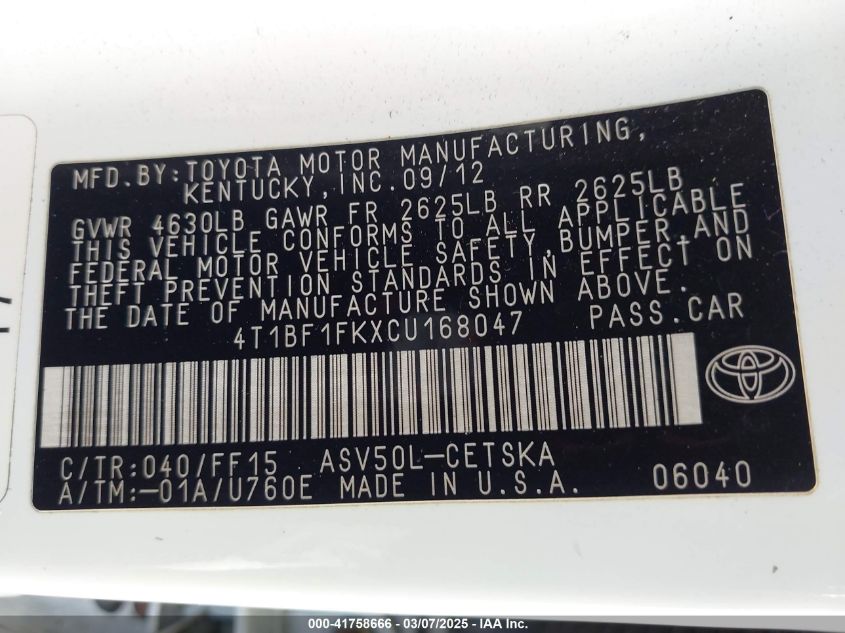 MFD. BY: TOYOTA MOTOR MANUFACTURING,
KENTUCKY, INC. 09/12
GVWR 4630LB GAWR FR 2625LB RR 2625LB
THIS VEHICLE CONFORMS TO ALL APPLICABLE
FEDERAL MOTOR VEHICLE SAFETY, BUMPER, AND
THEFT PREVENTION STANDARDS IN EFFECT ON
THE DATE OF MANUFACTURE SHOWN ABOVE.
4T1BF1FKXCU168047 PASS. CAR
C/TR: 040/FF15 ASV50L-CETSKA
A/TM: -01A/U760E MADE IN U.S.A. 06040
000-41758666 - 03/07/2025 - IAA Inc.